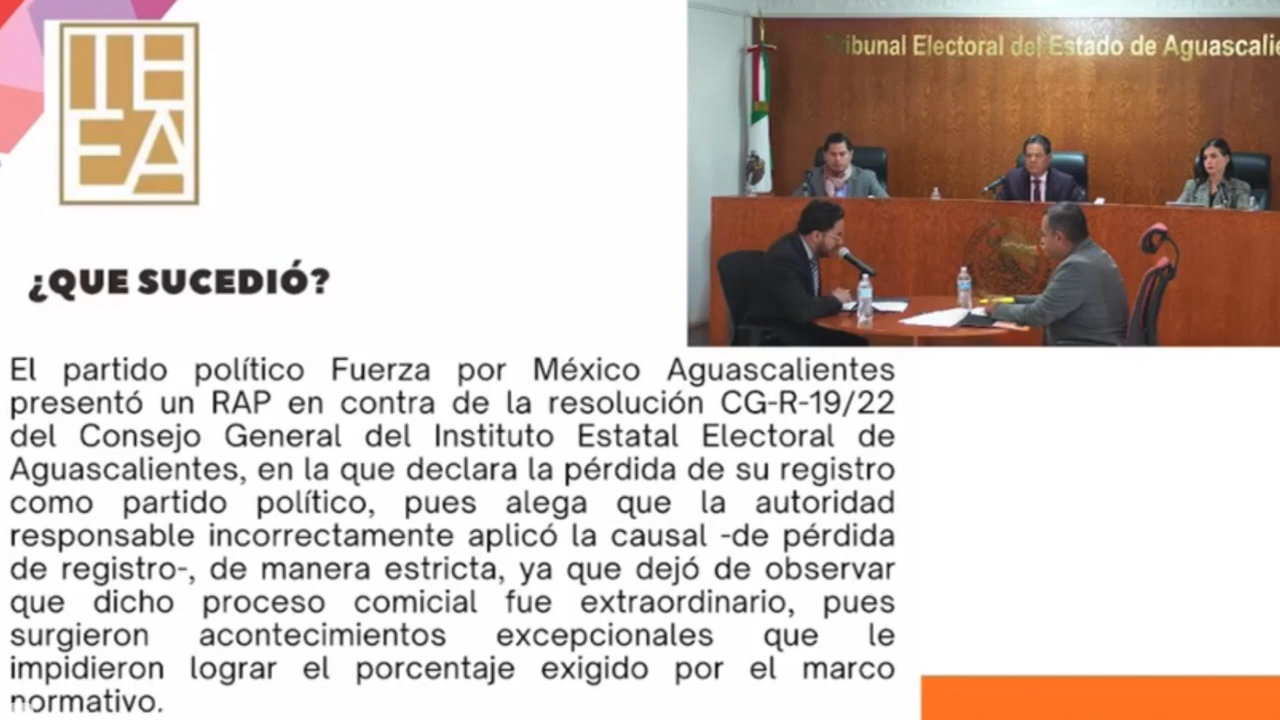 TEEA
Tribunal Electoral del Estado de Aguascalie
¿QUE SUCEDIÓ?
El partido político Fuerza por México Aguascalientes
presentó un RAP en contra de la resolución CG-R-19/22
del Consejo General del Instituto Estatal Electoral de
Aguascalientes, en la que declara la pérdida de su registro
como partido político, pues alega que la autoridad
responsable incorrectamente aplicó la causal -de pérdida
de registro-, de manera estricta, ya que dejó de observar
que dicho proceso comicial fue extraordinario, pues
surgieron acontecimientos excepcionales que le
impidieron lograr el porcentaje exigido por el marco
normativo.